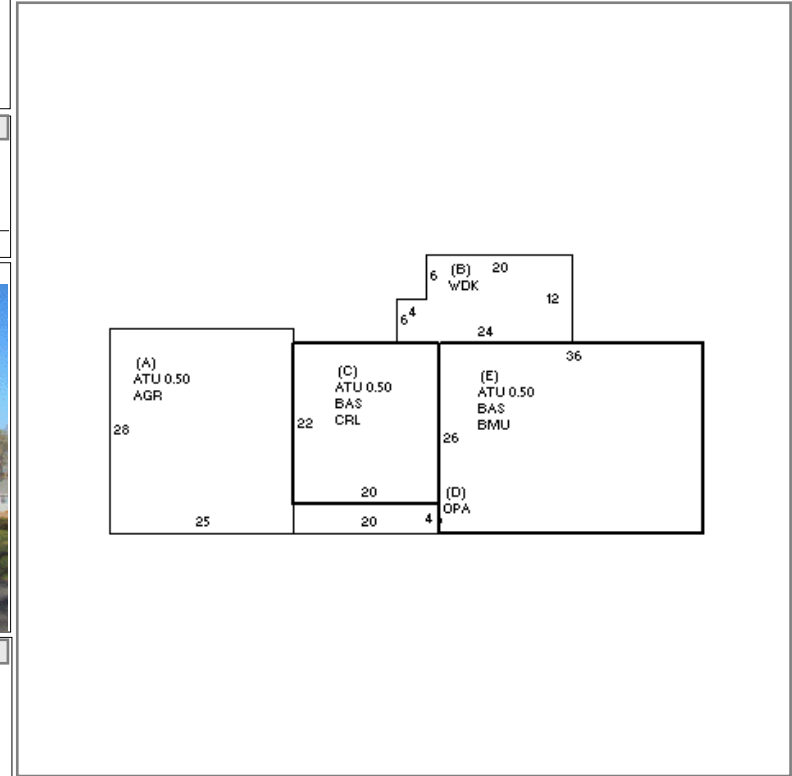 6
(B)
20
WDK
12
6
4
24
36
(A)
ATU 0.50
AGR
28
25
(C)
ATU 0.50
BAS
CRL
22
20
(E)
ATU 0.50
BAS
BMU
26
(D)
OPA
20
4